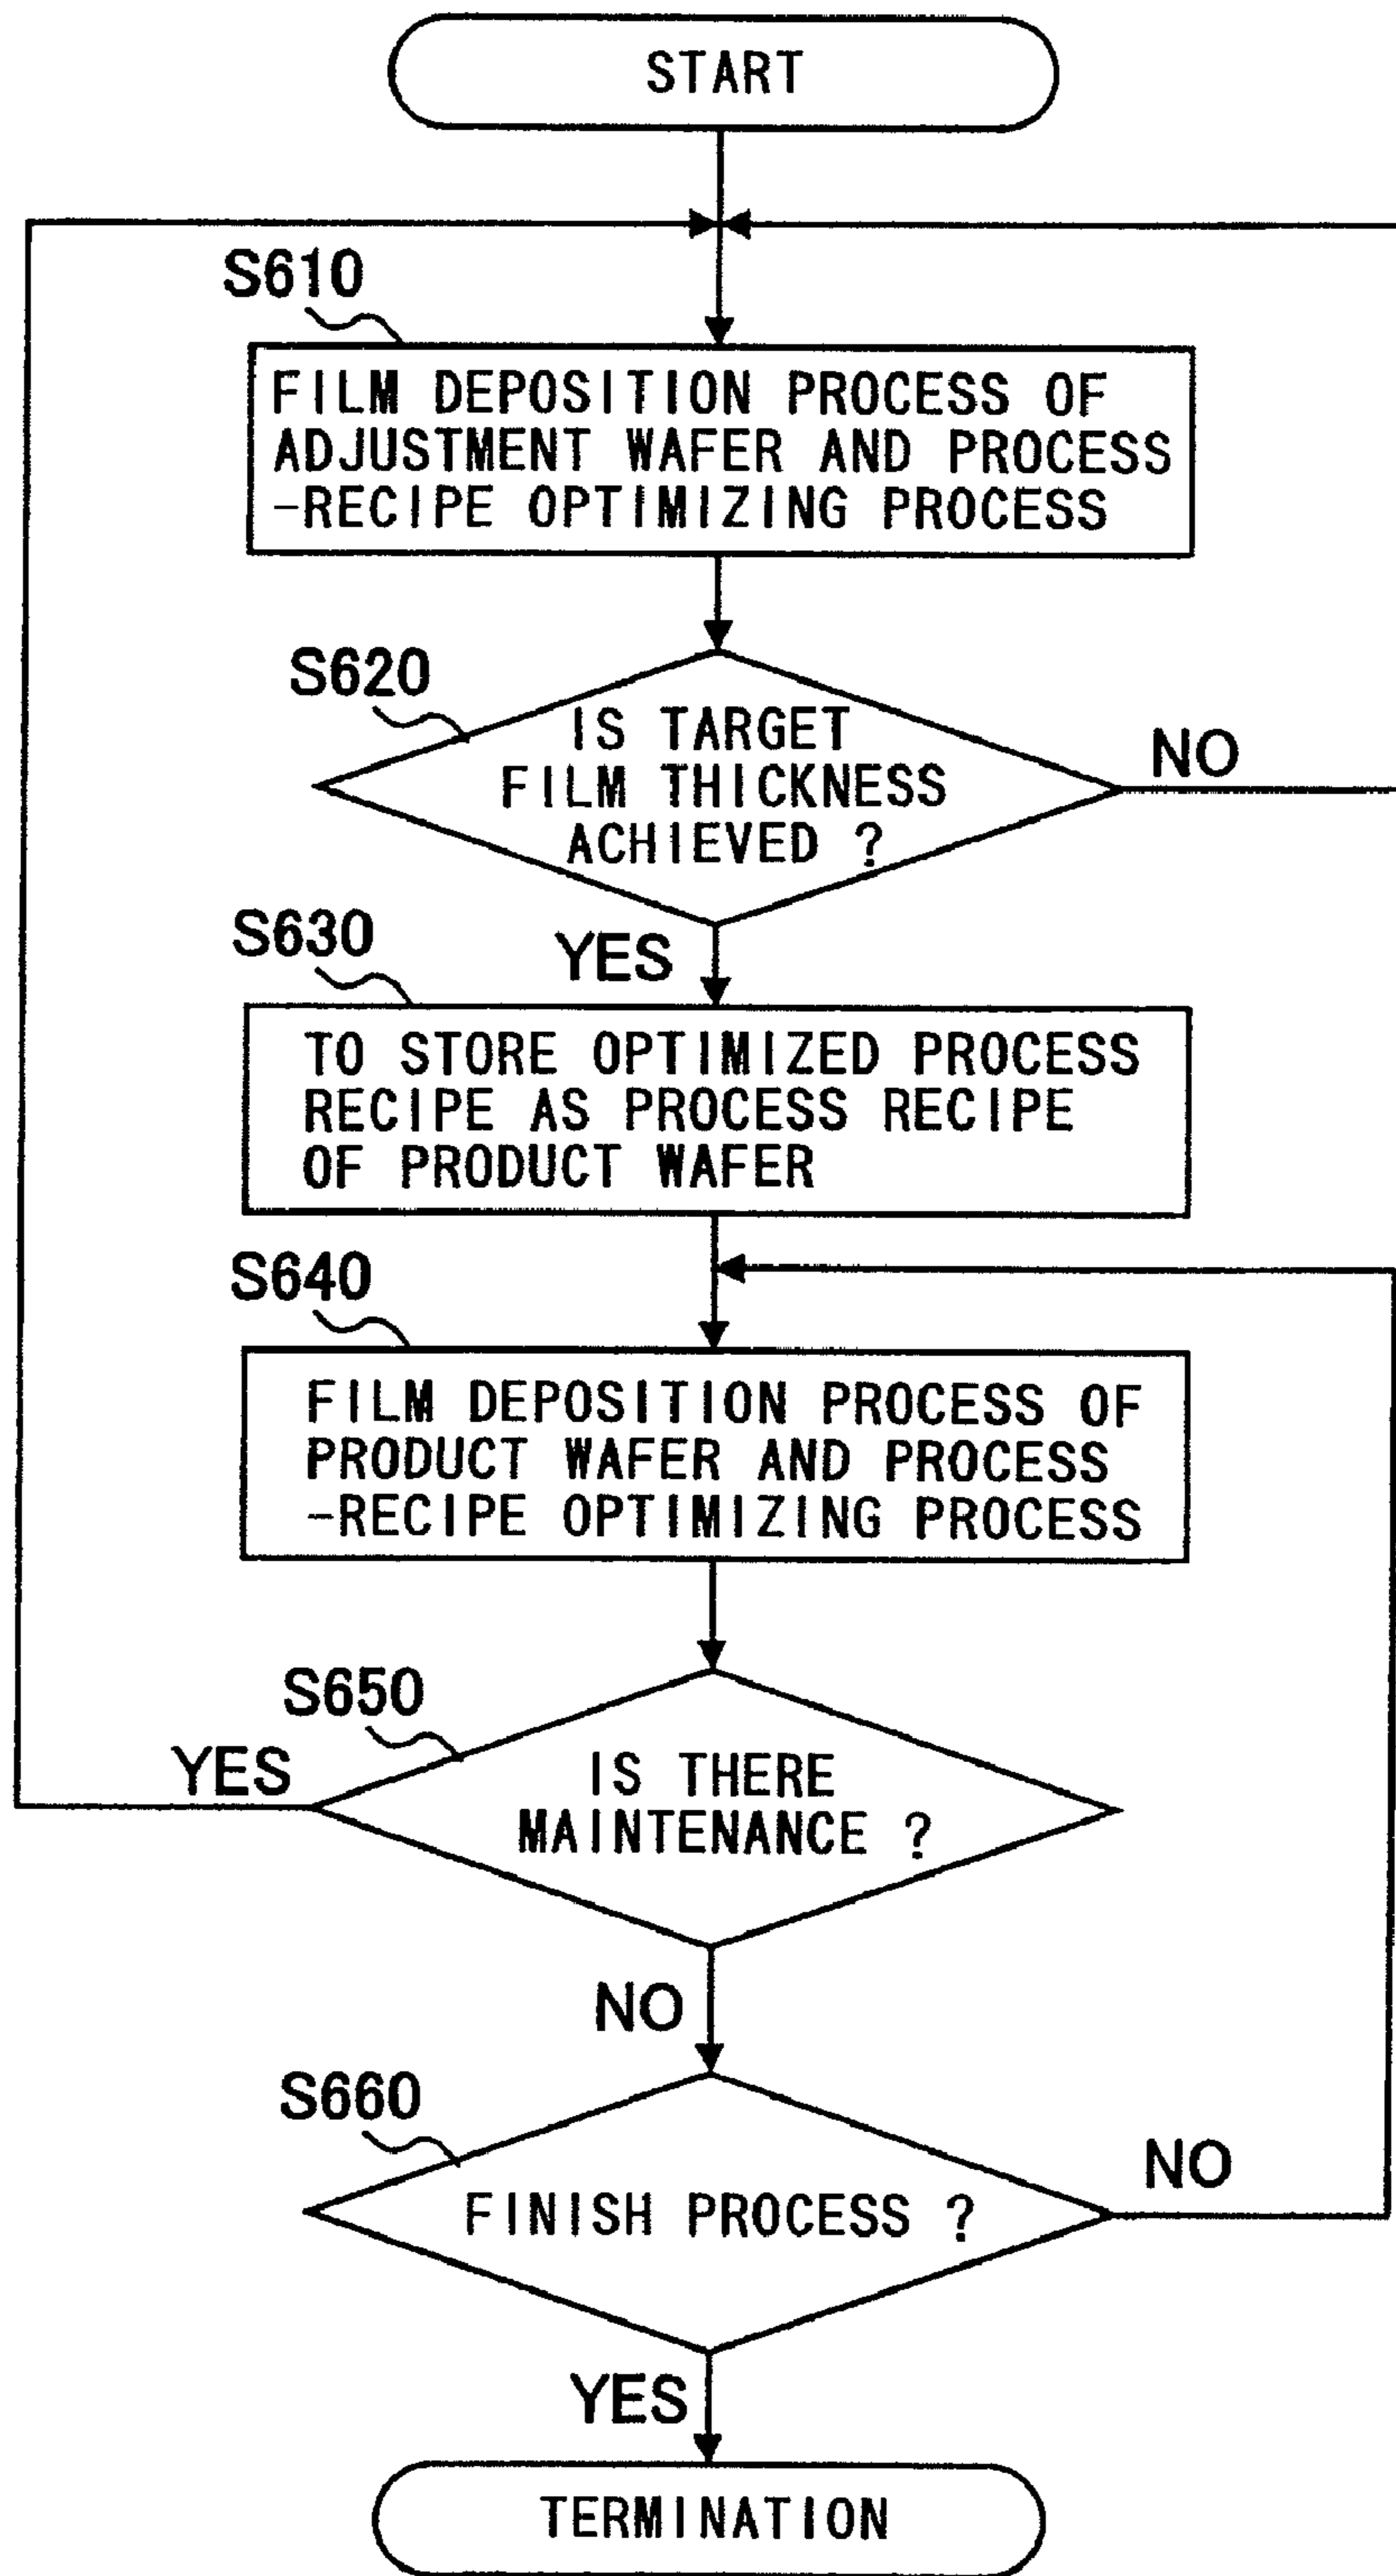 START
S610
FILM DEPOSITION PROCESS OF
ADJUSTMENT WAFER AND PROCESS
-RECIPE OPTIMIZING PROCESS
S620
IS TARGET
FILM THICKNESS
ACHIEVED ?
NO
YES
S630
TO STORE OPTIMIZED PROCESS
RECIPE AS PROCESS RECIPE
OF PRODUCT WAFER
S640
FILM DEPOSITION PROCESS OF
PRODUCT WAFER AND PROCESS
-RECIPE OPTIMIZING PROCESS
S650
YES
IS THERE
MAINTENANCE ?
NO
S660
FINISH PROCESS ?
NO
YES
TERMINATION